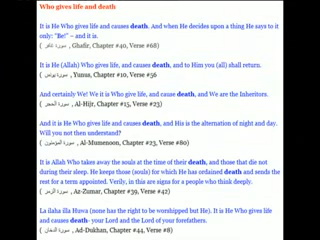 Who gives life and death
It is He Who gives life and causes death. And when He decides upon a thing He says to it
only: "Be!" – and it is.
( سورة غافر , Ghafir, Chapter #40, Verse #68)
It is He (Allah) Who gives life, and causes death, and to Him you (all) shall return.
( سورة يونس , Yunus, Chapter #10, Verse #56
And certainly We! We it is Who give life, and cause death, and We are the Inheritors.
( سورة الحجر , Al-Hijr, Chapter #15, Verse #23)
And it is He Who gives life and causes death, and His is the alternation of night and day.
Will you not then understand?
( سورة المؤمنون , Al-Mumenoon, Chapter #23, Verse #80)
It is Allah Who takes away the souls at the time of their death, and those that die not
during their sleep. He keeps those (souls) for which He has ordained death and sends the
rest for a term appointed. Verily, in this are signs for a people who think deeply.
( سورة الزمر , Az-Zumar, Chapter #39, Verse #42)
La ilaha illa Huwa (none has the right to be worshipped but He). It is He Who gives life
and causes death- your Lord and the Lord of your forefathers.
( سورة الدخان , Ad-Dukhan, Chapter #44, Verse #8)